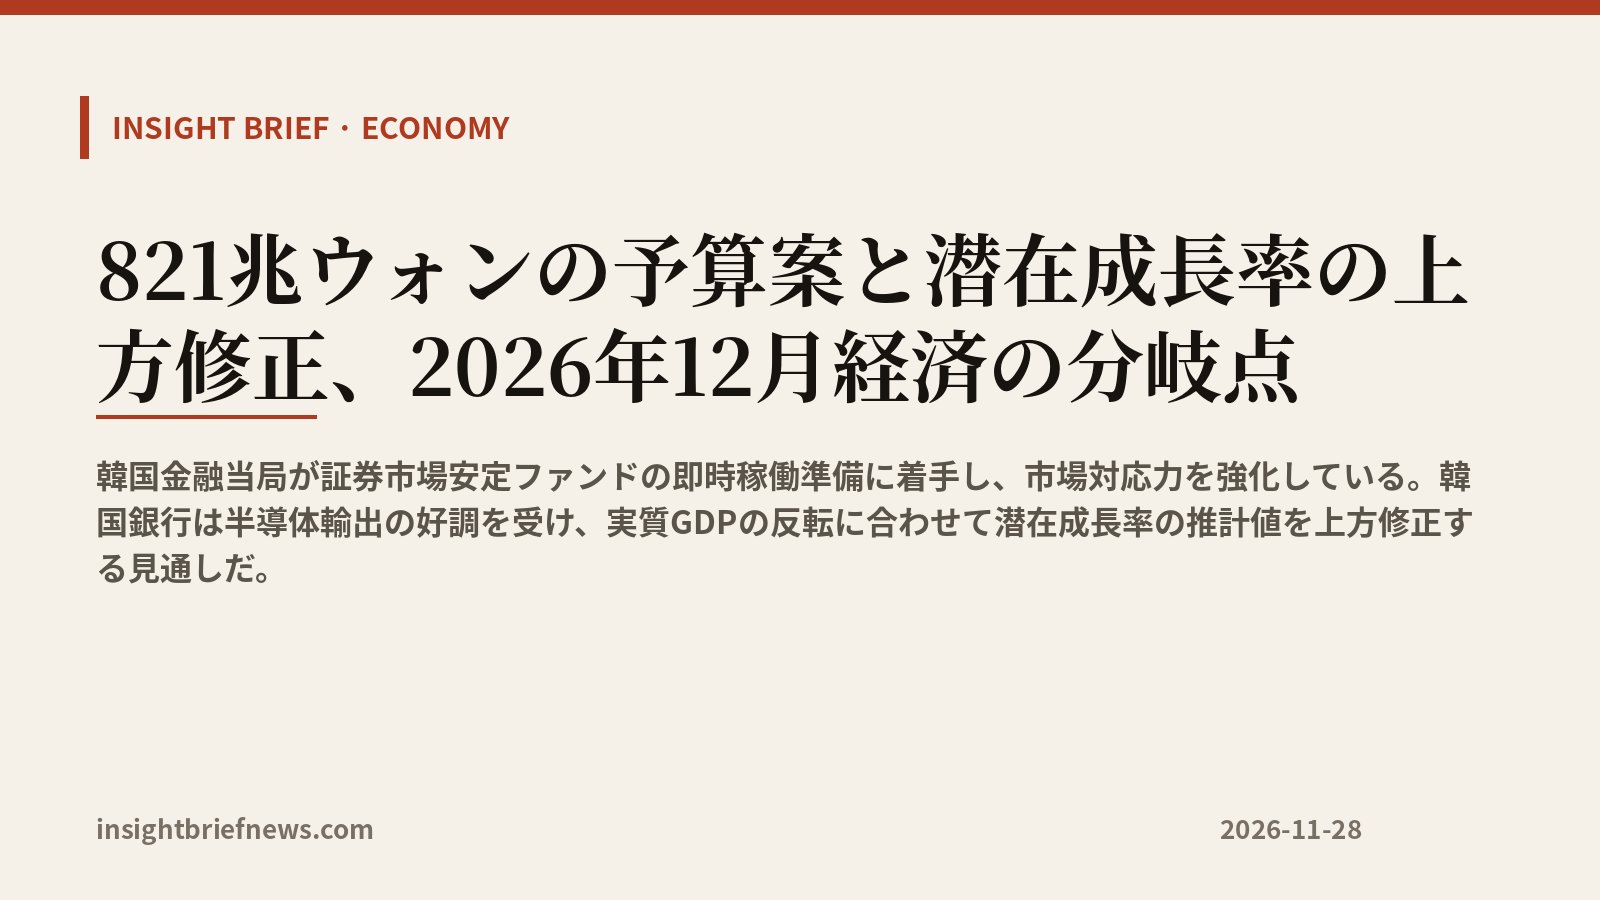 INSIGHT BRIEF · ECONOMY
821兆ウォンの予算案と潜在成長率の上
方修正、2026年12月経済の分岐点
韓国金融当局が証券市場安定ファンドの即時稼働準備に着手し、市場対応力を強化している。韓
国銀行は半導体輸出の好調を受け、実質GDPの反転に合わせて潜在成長率の推計値を上方修正す
る見通しだ。
insightbriefnews.com
2026-11-28